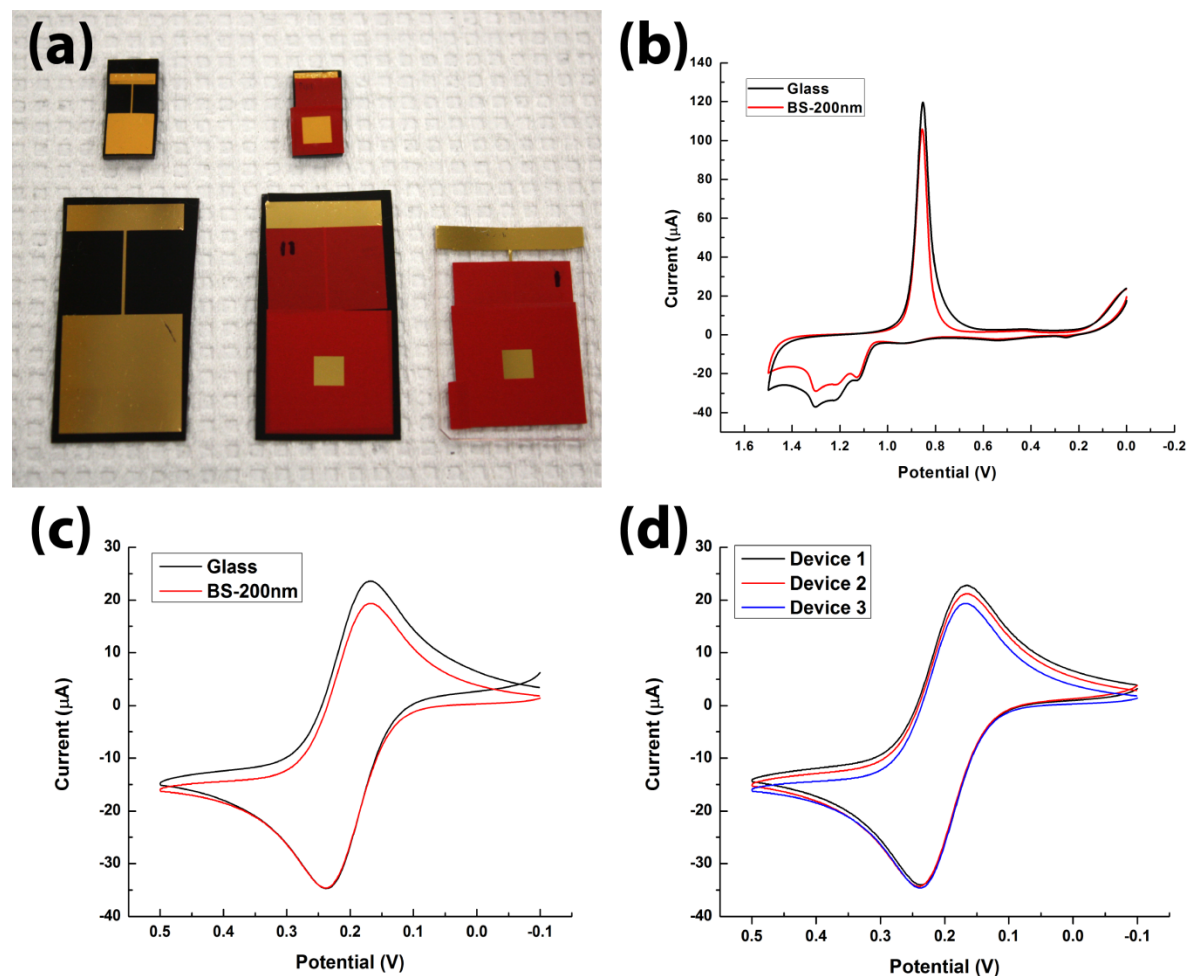 (a)
(b)
Glass
BS-200nm
140
120
100
80
60
40
20
0
-20
-40
1.6
1.4
1.2
1.0
0.8
0.6
0.4
0.2
0.0
-0.2
Current (µA)
Potential (V)
(c)
Glass
BS-200nm
30
20
10
0
-10
-20
-30
-40
0.5
0.4
0.3
0.2
0.1
0.0
-0.1
Current (µA)
Potential (V)
(d)
Device 1
Device 2
Device 3
30
20
10
0
-10
-20
-30
-40
0.5
0.4
0.3
0.2
0.1
0.0
-0.1
Current (µA)
Potential (V)